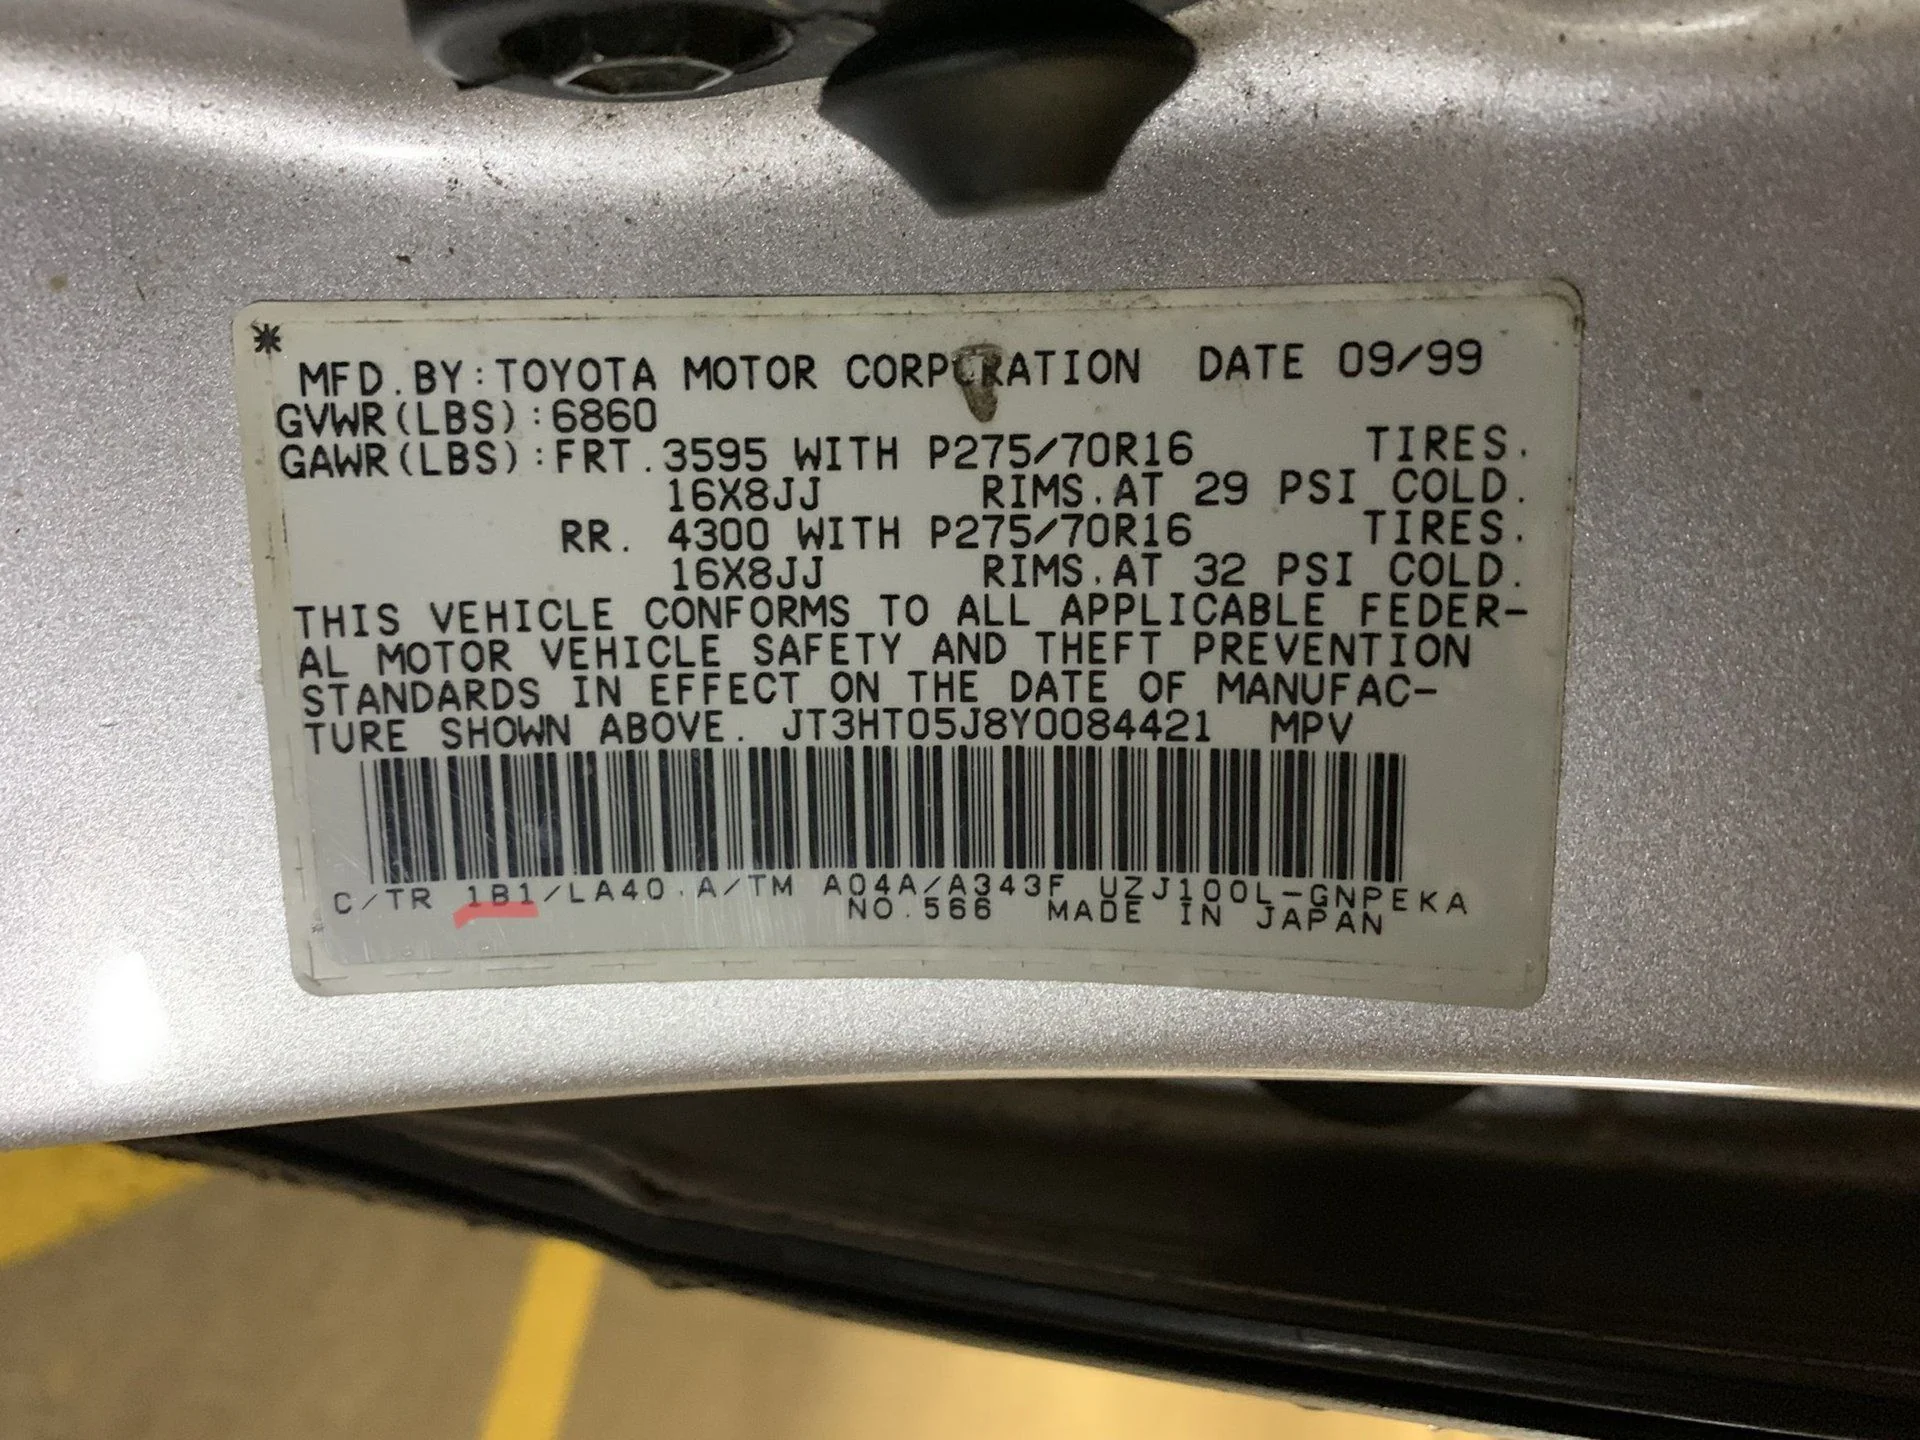 *
MFD.BY:TOYOTA MOTOR CORPORATION DATE 09/99
GVWR(LBS):6860
GAWR(LBS):FRT.3595 WITH P275/70R16 TIRES.
16X8JJ RIMS.AT 29 PSI COLD.
RR. 4300 WITH P275/70R16 TIRES.
16X8JJ RIMS.AT 32 PSI COLD.
THIS VEHICLE CONFORMS TO ALL APPLICABLE FEDER-
AL MOTOR VEHICLE SAFETY AND THEFT PREVENTION
STANDARDS IN EFFECT ON THE DATE OF MANUFAC-
TURE SHOWN ABOVE. JT3HT05J8Y0084421 MPV
C/TR 1B1/LA40.A/TM A04A/A343F UZJ100L-GNPEKA
NO.566 MADE IN JAPAN